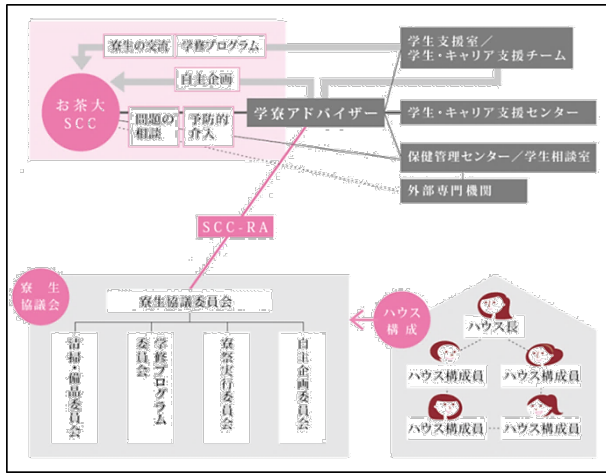 寮生の交流
学修プログラム
学生支援室／
学生・キャリア支援チーム
自主企画
お茶大
SCC
学寮アドバイザー
学生・キャリア支援センター
問題の
相談
予防的
介入
保健管理センター／学生相談室
外部専門機関
SCC-RA
寮生
協議会
寮生協議委員会
清掃・備品委員会
学修プログラム
委員会
寮祭実行委員会
自主企画委員会
ハウス
構成
ハウス長
ハウス構成員
ハウス構成員
ハウス構成員
ハウス構成員